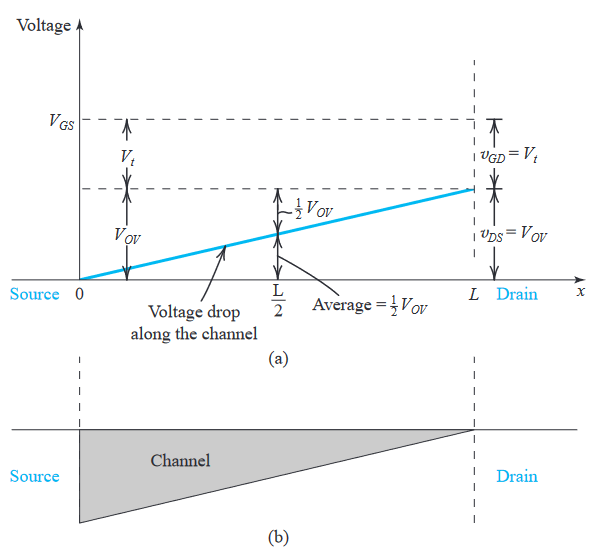 Voltage
V_GS
V_t
v_GD = V_t
½ V_OV
V_OV
v_DS = V_OV
Source 0
L/2
L Drain
x
Voltage drop
along the channel
Average = ½ V_OV
(a)
Channel
Source
Drain
(b)